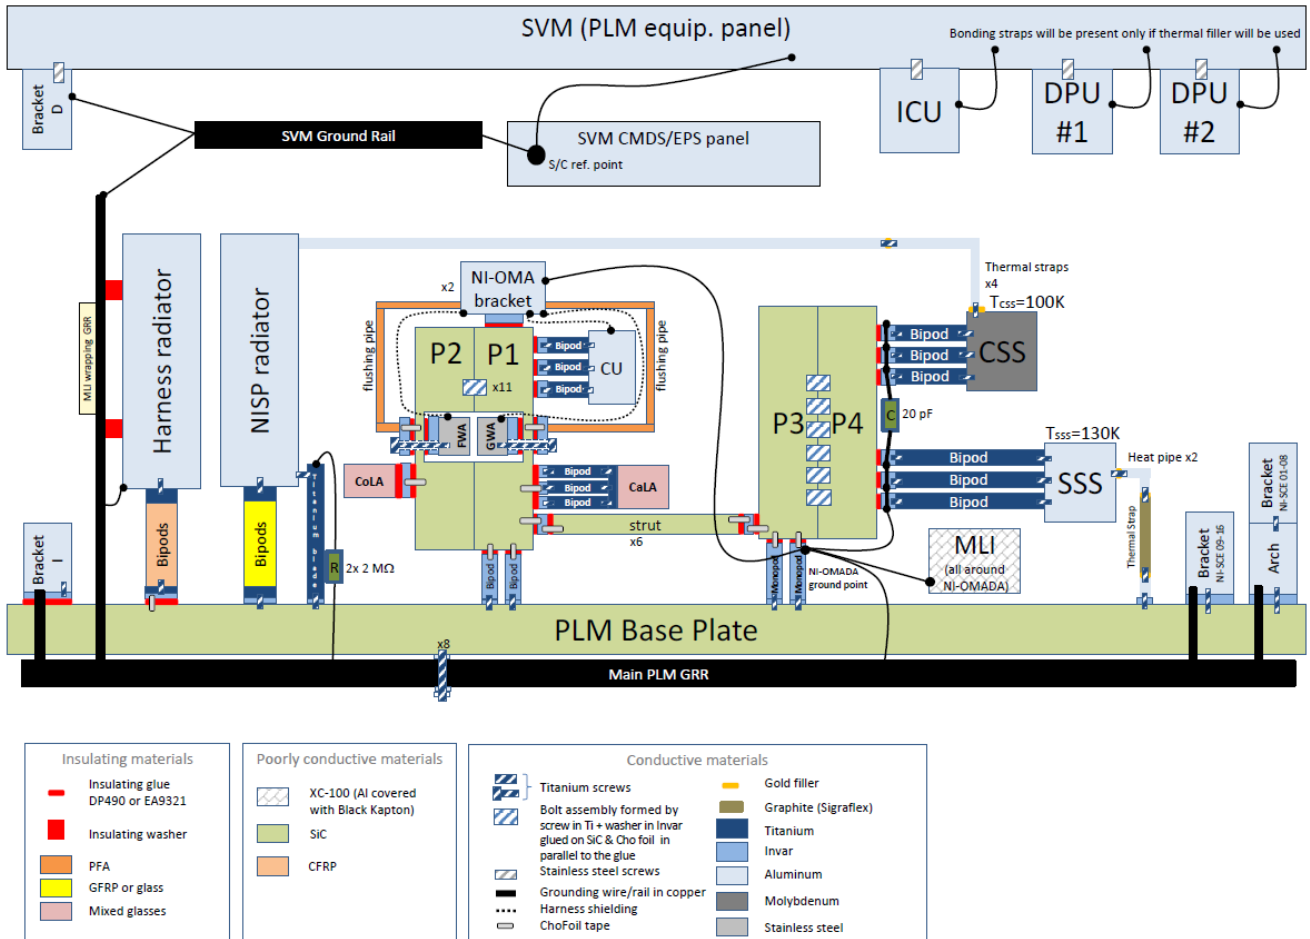 SVM (PLM equip. panel)
Bonding straps will be present only if thermal filler will be used
Bracket
D
SVM Ground Rail
SVM CMDS/EPS panel
S/C ref. point
ICU
DPU
#1
DPU
#2
MLI wrapping GRR
Harness radiator
NISP radiator
x2
NI-OMA
bracket
flushing pipe
flushing pipe
P2
P1
x11
Bipod
Bipod
Bipod
CU
FWA
GWA
CoLA
Bipod
Bipod
Bipod
CaLA
strut
x6
Bipod
Bipod
P3
P4
Thermal straps
x4
Tcss=100K
Bipod
Bipod
Bipod
CSS
C
20 pF
Tsss=130K
Bipod
Bipod
Bipod
SSS
Heat pipe x2
Thermal Strap
MLI
(all around
NI-OMADA)
NI-OMADA
ground point
Monopod
Monopod
Bracket
NI-SCE 09-16
Bracket
NI-SCE 01-08
Arch
Bracket
I
Bipods
Bipods
Titanium blade
R
2x 2 MΩ
PLM Base Plate
x8
Main PLM GRR
Insulating materials
Insulating glue
DP490 or EA9321
Insulating washer
PFA
GFRP or glass
Mixed glasses
Poorly conductive materials
XC-100 (Al covered
with Black Kapton)
SiC
CFRP
Conductive materials
Titanium screws
Bolt assembly formed by
screw in Ti + washer in Invar
glued on SiC & Cho foil in
parallel to the glue
Stainless steel screws
Grounding wire/rail in copper
Harness shielding
ChoFoil tape
Gold filler
Graphite (Sigraflex)
Titanium
Invar
Aluminum
Molybdenum
Stainless steel